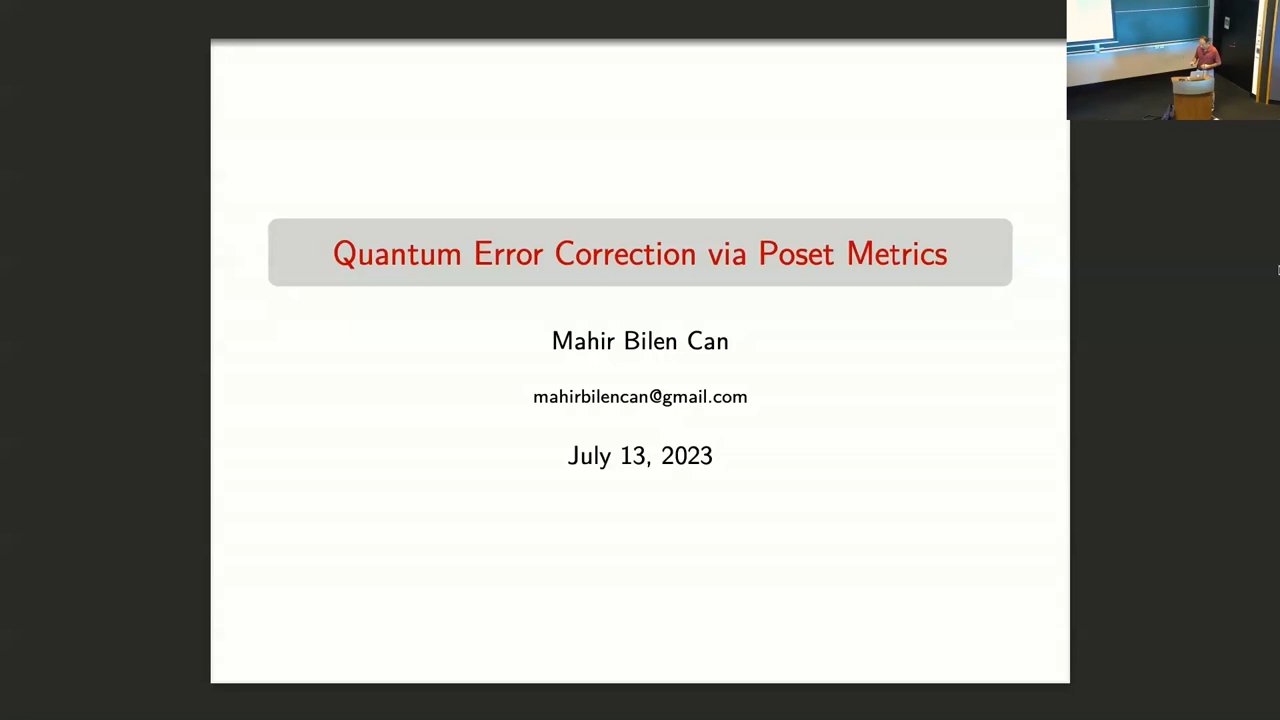 Quantum Error Correction via Poset Metrics
Mahir Bilen Can
mahirbilencan@gmail.com
July 13, 2023